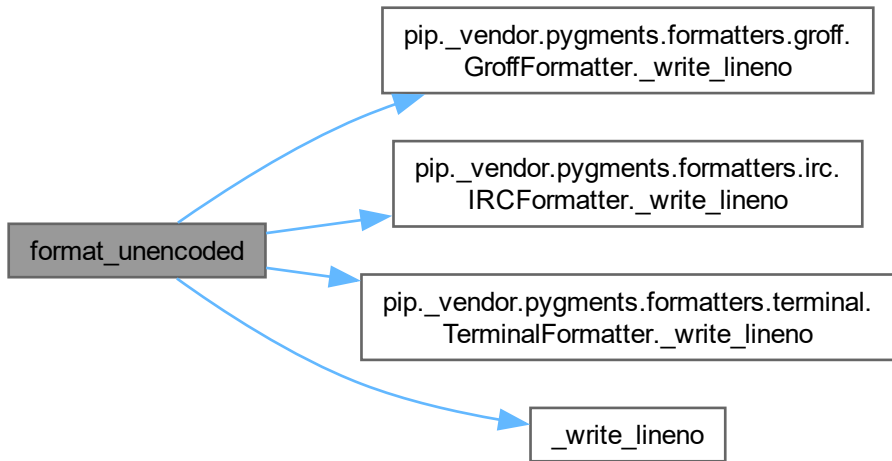 pip._vendor.pygments.formatters.groff.
GroffFormatter._write_lineno
pip._vendor.pygments.formatters.irc.
IRCFormatter._write_lineno
format_unencoded
pip._vendor.pygments.formatters.terminal.
TerminalFormatter._write_lineno
_write_lineno